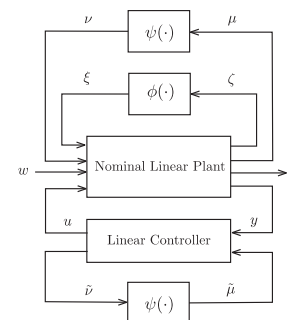 ν μ
ψ(·)
ξ ζ
φ(·)
w Nominal Linear Plant
u y
Linear Controller
ν̃ μ̃
ψ(·)